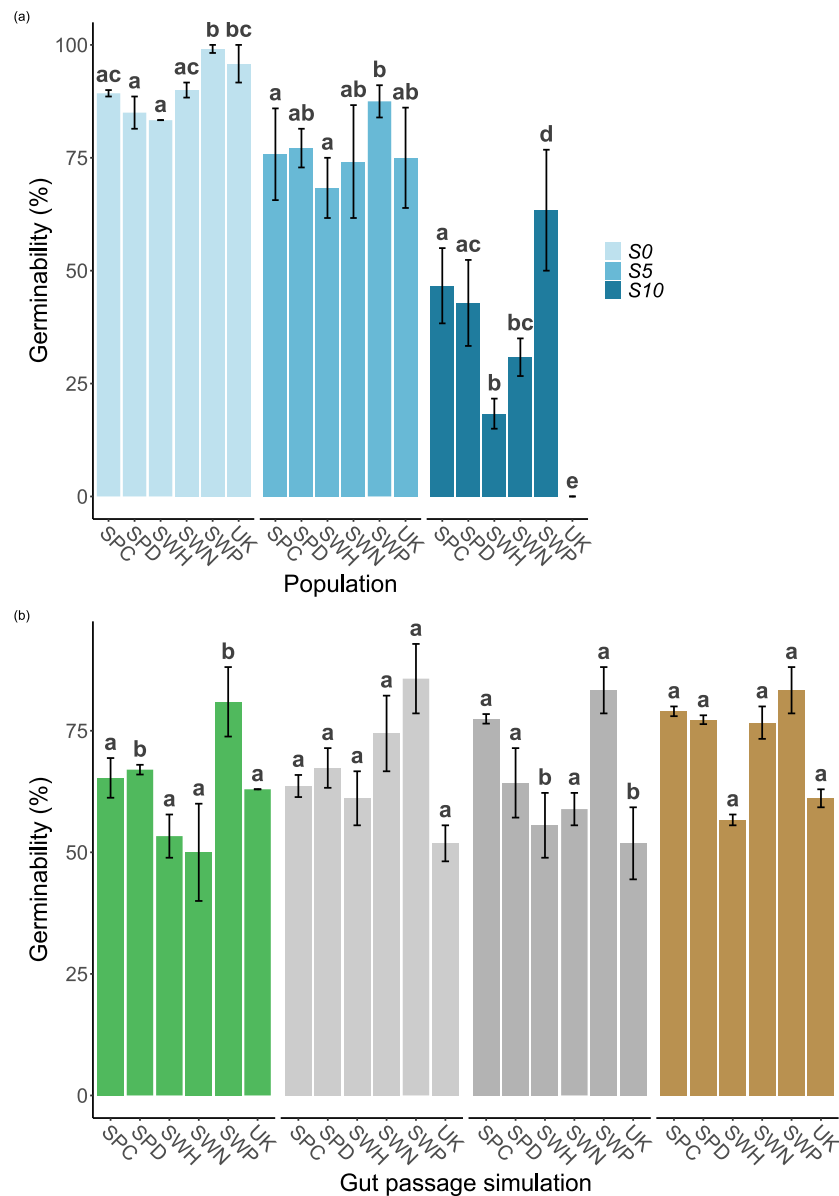 (a)
100
75
50
25
0
Germinability (%)
ac a a ac b bc
a ab a ab b ab
a ac b bc d e
S0
S5
S10
SPC SPD SWH SWN SWP UK SPC SPD SWH SWN SWP UK SPC SPD SWH SWN SWP UK
Population
(b)
75
50
25
0
Germinability (%)
a b a a b a
a a a a a a
a a b a a b
a a a a a a
SPC SPD SWH SWN SWP UK SPC SPD SWH SWN SWP UK SPC SPD SWH SWN SWP UK SPC SPD SWH SWN SWP UK
Gut passage simulation